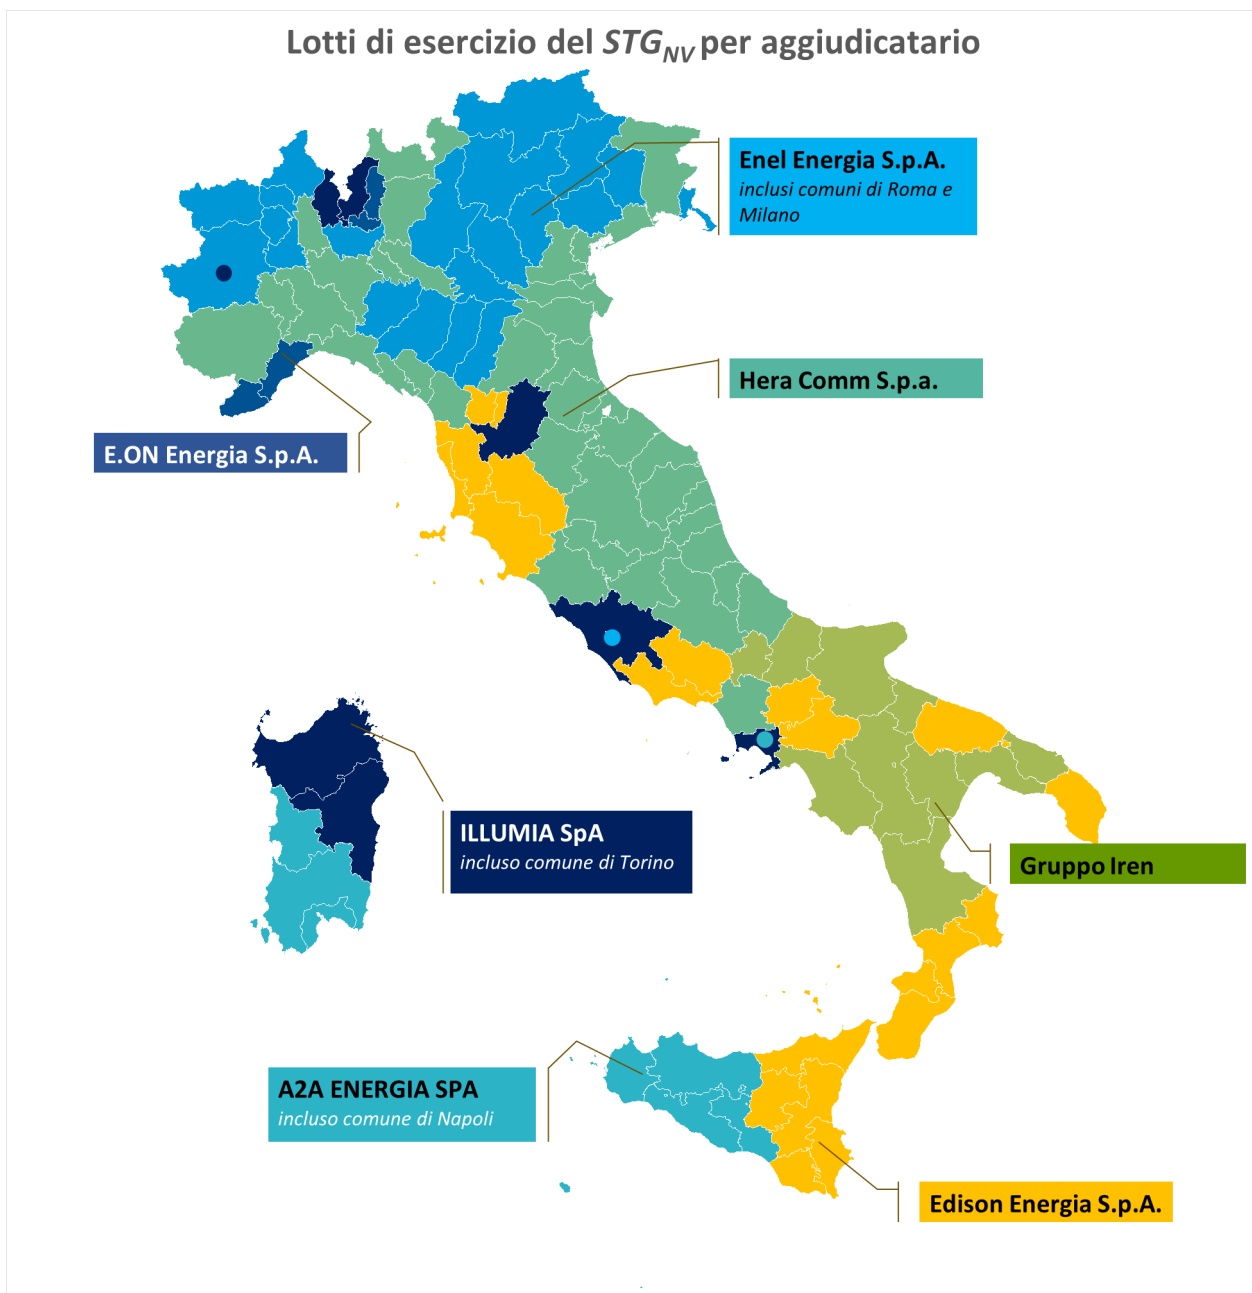 Lotti di esercizio del STG_NV per aggiudicatario
Enel Energia S.p.A.
inclusi comuni di Roma e
Milano
Hera Comm S.p.a.
E.ON Energia S.p.A.
ILLUMIA SpA
incluso comune di Torino
Gruppo Iren
A2A ENERGIA SPA
incluso comune di Napoli
Edison Energia S.p.A.